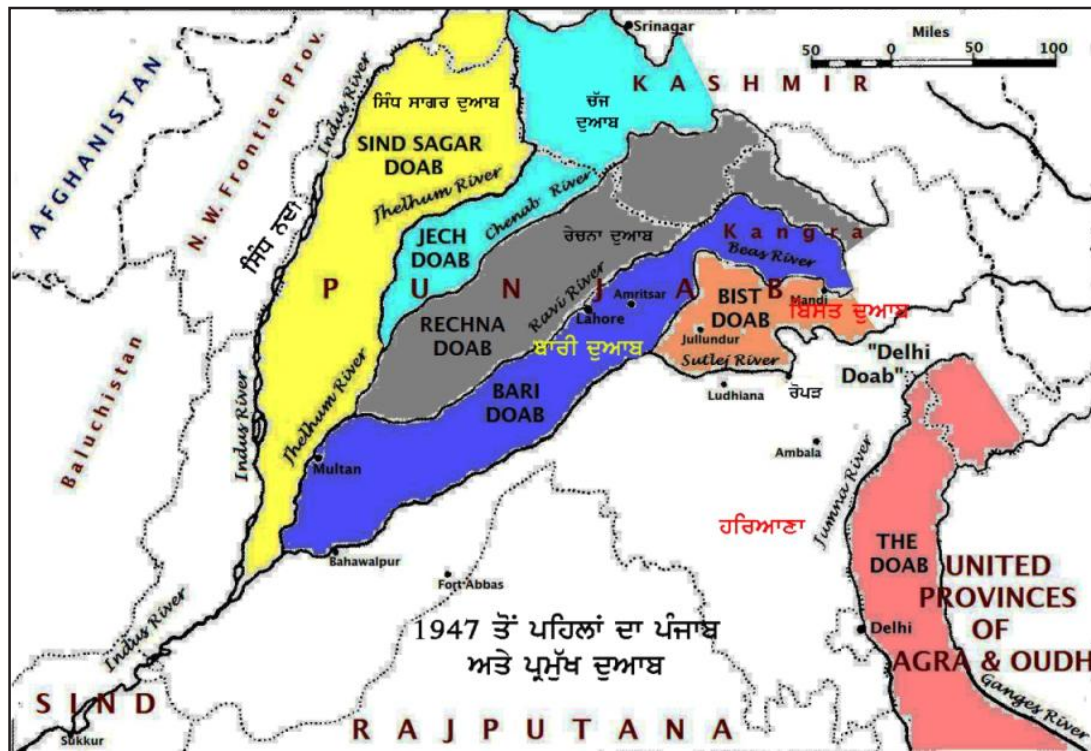 Srinagar
Miles
50 0 50 100
AFGHANISTAN
N. W. Frontier Prov.
Indus River
ਸਿੰਧ ਸਾਗਰ ਦੁਆਬ
SIND SAGAR
DOAB
ਚੱਜ
ਦੁਆਬ
K A S H M I R
Jhelhum River
ਸਿੰਧ ਨਦਾ
JECH
DOAB
Chenab River
ਰੇਚਨਾ ਦੁਆਬ
Kangra
Beas River
P U N J A B
RECHNA
DOAB
Ravi River
Amritsar
Lahore
BIST
DOAB
Mandi
ਬਿਸਤ ਦੁਆਬ
Jullundur
ਬਾਰੀ ਦੁਆਬ
Sutlej River
"Delhi
Doab"
Ludhiana
ਰੋਪੜ
Baluchistan
Indus River
Jhelhum River
BARI
DOAB
Multan
Ambala
Jumna River
ਹਰਿਆਣਾ
Bahawalpur
Fort Abbas
THE
DOAB
UNITED
PROVINCES
OF
AGRA & OUDH
Delhi
Ganges River
1947 ਤੋਂ ਪਹਿਲਾਂ ਦਾ ਪੰਜਾਬ
ਅਤੇ ਪ੍ਰਮੁੱਖ ਦੁਆਬ
Indus River
SIND
Sukkur
RAJPUTANA